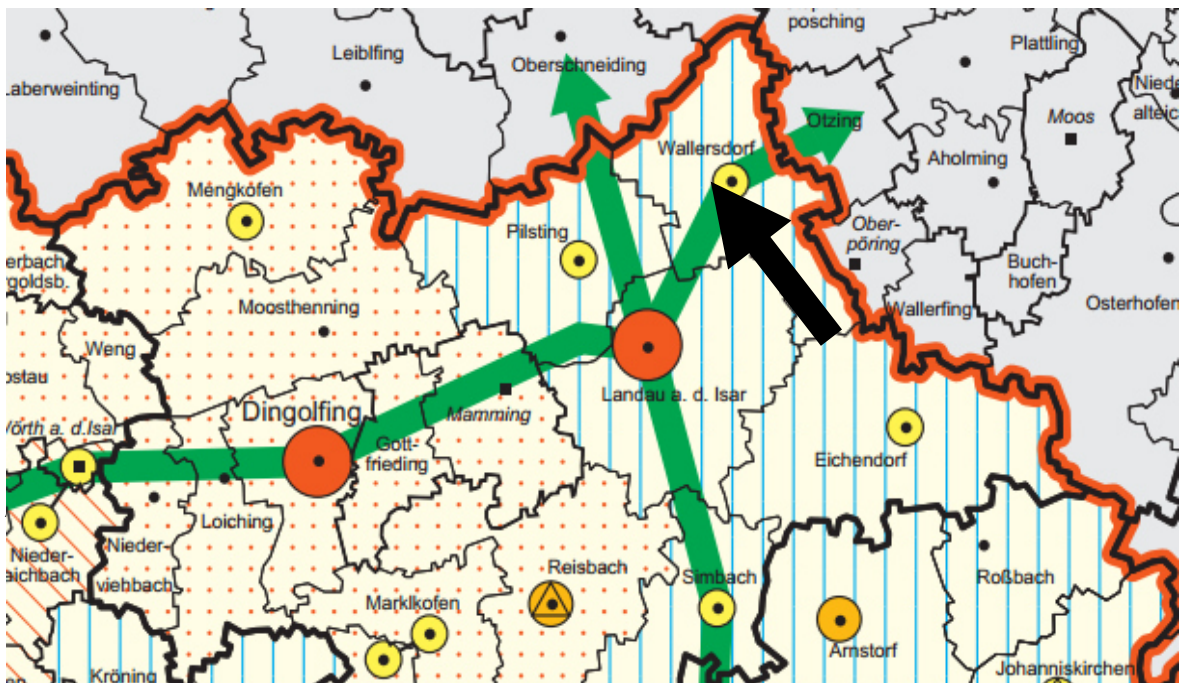 posching
Plattling
Leiblfing
Oberschneiding
Laberweinting
Moos
Otzing
Wallersdorf
Aholming
Mengkofen
Pilsting
Ober-
pöring
Buch-
hofen
Moosthenning
Wallerfing
Osterhofen
Weng
Landau a. d. Isar
Dingolfing
Mamming
Wörth a. d.Isar
Gott-
frieding
Eichendorf
Loiching
Nieder-
viehbach
Nieder-
aichbach
Reisbach
Simbach
Roßbach
Marklkofen
Arnstorf
Kröning
Johanniskirchen